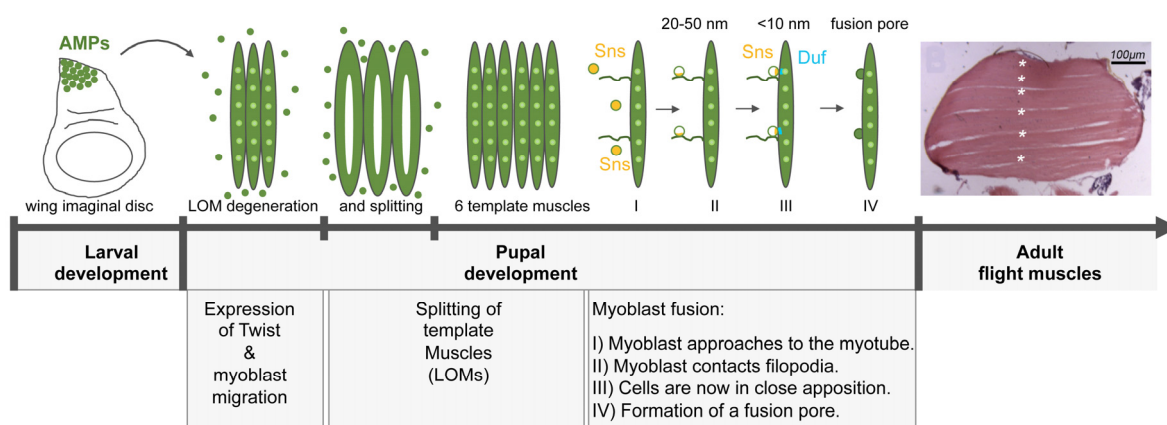 AMPs
20-50 nm
<10 nm
fusion pore
Sns
Sns
Duf
Sns
100µm
*
*
*
*
*
*
wing imaginal disc
LOM degeneration
and splitting
6 template muscles
I
II
III
IV
Larval
development
Pupal
development
Adult
flight muscles
Expression
of Twist
&
myoblast
migration
Splitting of
template
Muscles
(LOMs)
Myoblast fusion:
I) Myoblast approaches to the myotube.
II) Myoblast contacts filopodia.
III) Cells are now in close apposition.
IV) Formation of a fusion pore.